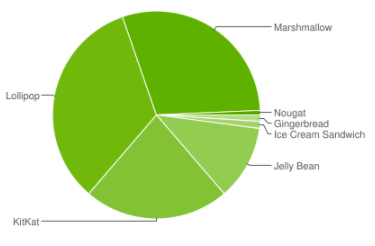 Marshmallow
Lollipop
Nougat
Gingerbread
Ice Cream Sandwich
Jelly Bean
KitKat